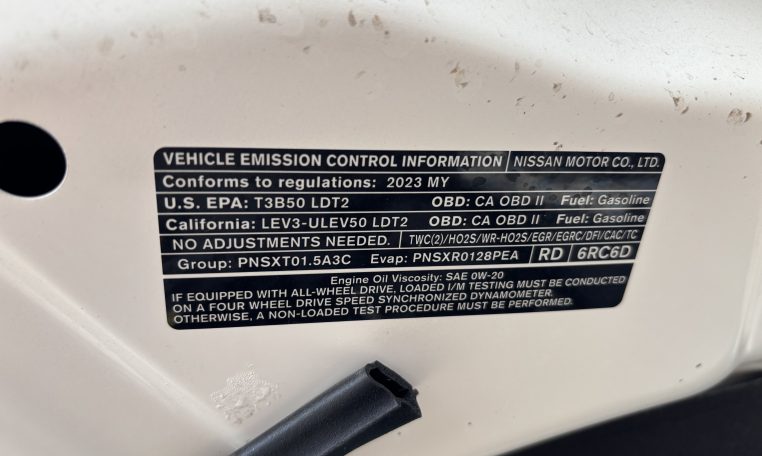 VEHICLE EMISSION CONTROL INFORMATION NISSAN MOTOR CO., LTD.
Conforms to regulations: 2023 MY
U.S. EPA: T3B50 LDT2 OBD: CA OBD II Fuel: Gasoline
California: LEV3-ULEV50 LDT2 OBD: CA OBD II Fuel: Gasoline
NO ADJUSTMENTS NEEDED. TWC(2)/HO2S/WR-HO2S/EGR/EGRC/DFI/CAC/TC
Group: PNSXT01.5A3C Evap: PNSXR0128PEA RD 6RC6D
Engine Oil Viscosity: SAE 0W-20
IF EQUIPPED WITH ALL-WHEEL DRIVE, LOADED I/M TESTING MUST BE CONDUCTED
ON A FOUR WHEEL DRIVE SPEED SYNCHRONIZED DYNAMOMETER.
OTHERWISE, A NON-LOADED TEST PROCEDURE MUST BE PERFORMED.